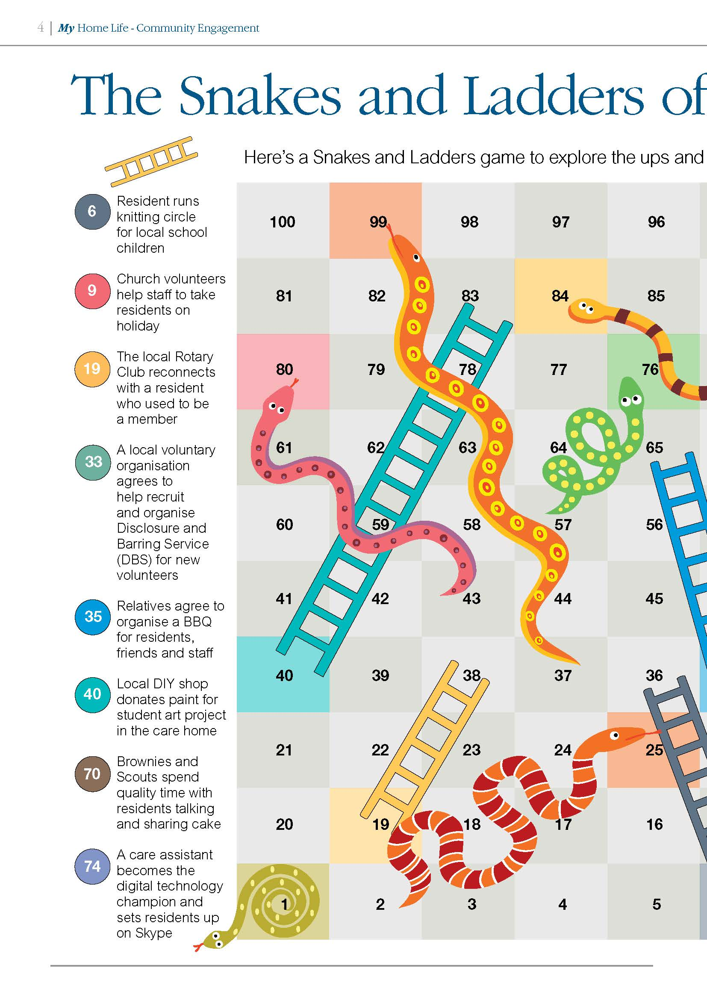 4 | My Home Life - Community Engagement
The Snakes and Ladders of
Here's a Snakes and Ladders game to explore the ups and
6
Resident runs
knitting circle
for local school
children
9
Church volunteers
help staff to take
residents on
holiday
19
The local Rotary
Club reconnects
with a resident
who used to be
a member
33
A local voluntary
organisation
agrees to
help recruit
and organise
Disclosure and
Barring Service
(DBS) for new
volunteers
35
Relatives agree to
organise a BBQ
for residents,
friends and staff
40
Local DIY shop
donates paint for
student art project
in the care home
70
Brownies and
Scouts spend
quality time with
residents talking
and sharing cake
74
A care assistant
becomes the
digital technology
champion and
sets residents up
on Skype
100 99 98 97 96
81 82 83 84 85
80 79 78 77 76
61 62 63 64 65
60 59 58 57 56
41 42 43 44 45
40 39 38 37 36
21 22 23 24 25
20 19 18 17 16
1 2 3 4 5